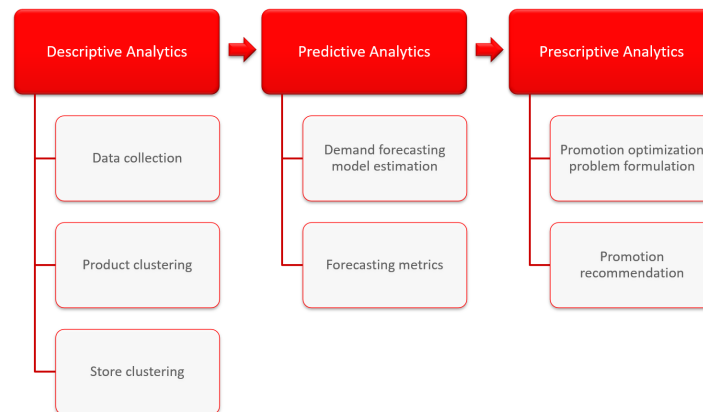 Descriptive Analytics
Predictive Analytics
Prescriptive Analytics
Data collection
Demand forecasting
model estimation
Promotion optimization
problem formulation
Product clustering
Forecasting metrics
Promotion
recommendation
Store clustering